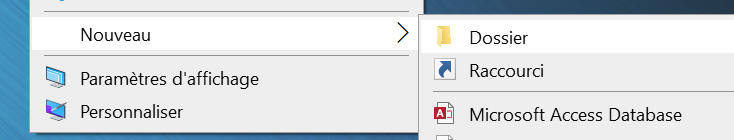 Nouveau
Paramètres d'affichage
Personnaliser
Dossier
Raccourci
Microsoft Access Database